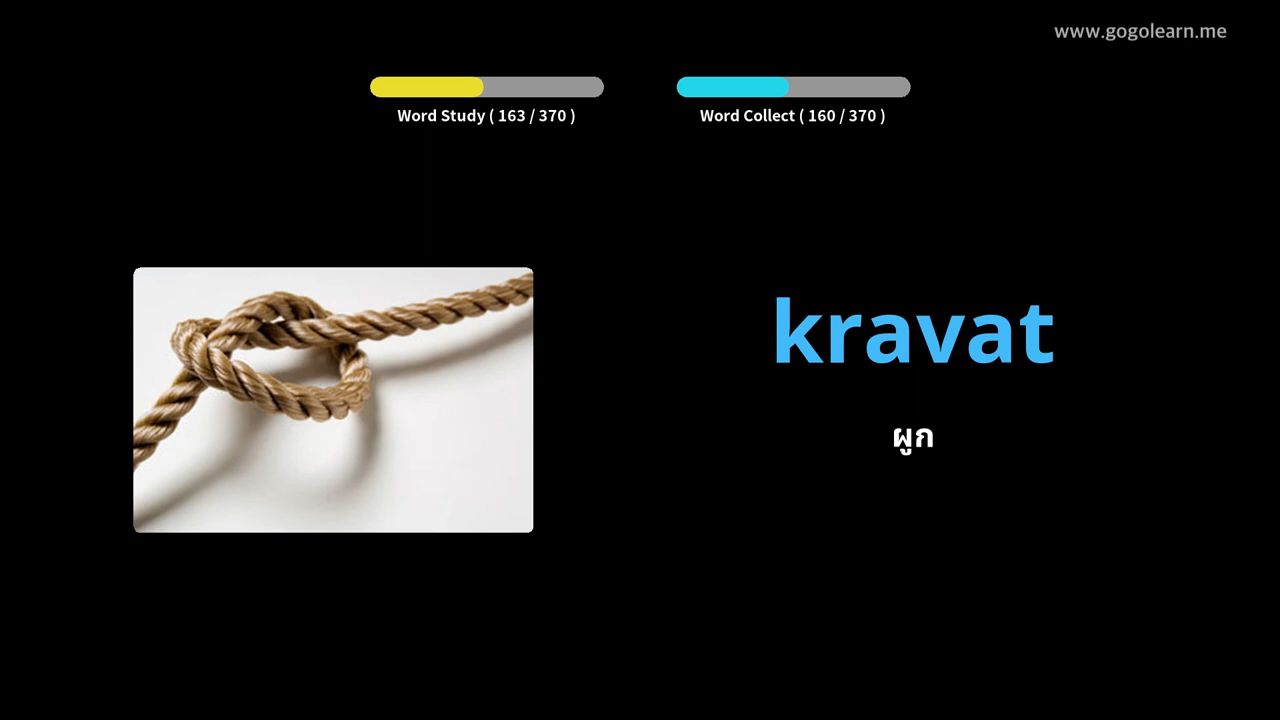 www.gogolearn.me
Word Study ( 163 / 370 )
Word Collect ( 160 / 370 )
kravat
ผูก